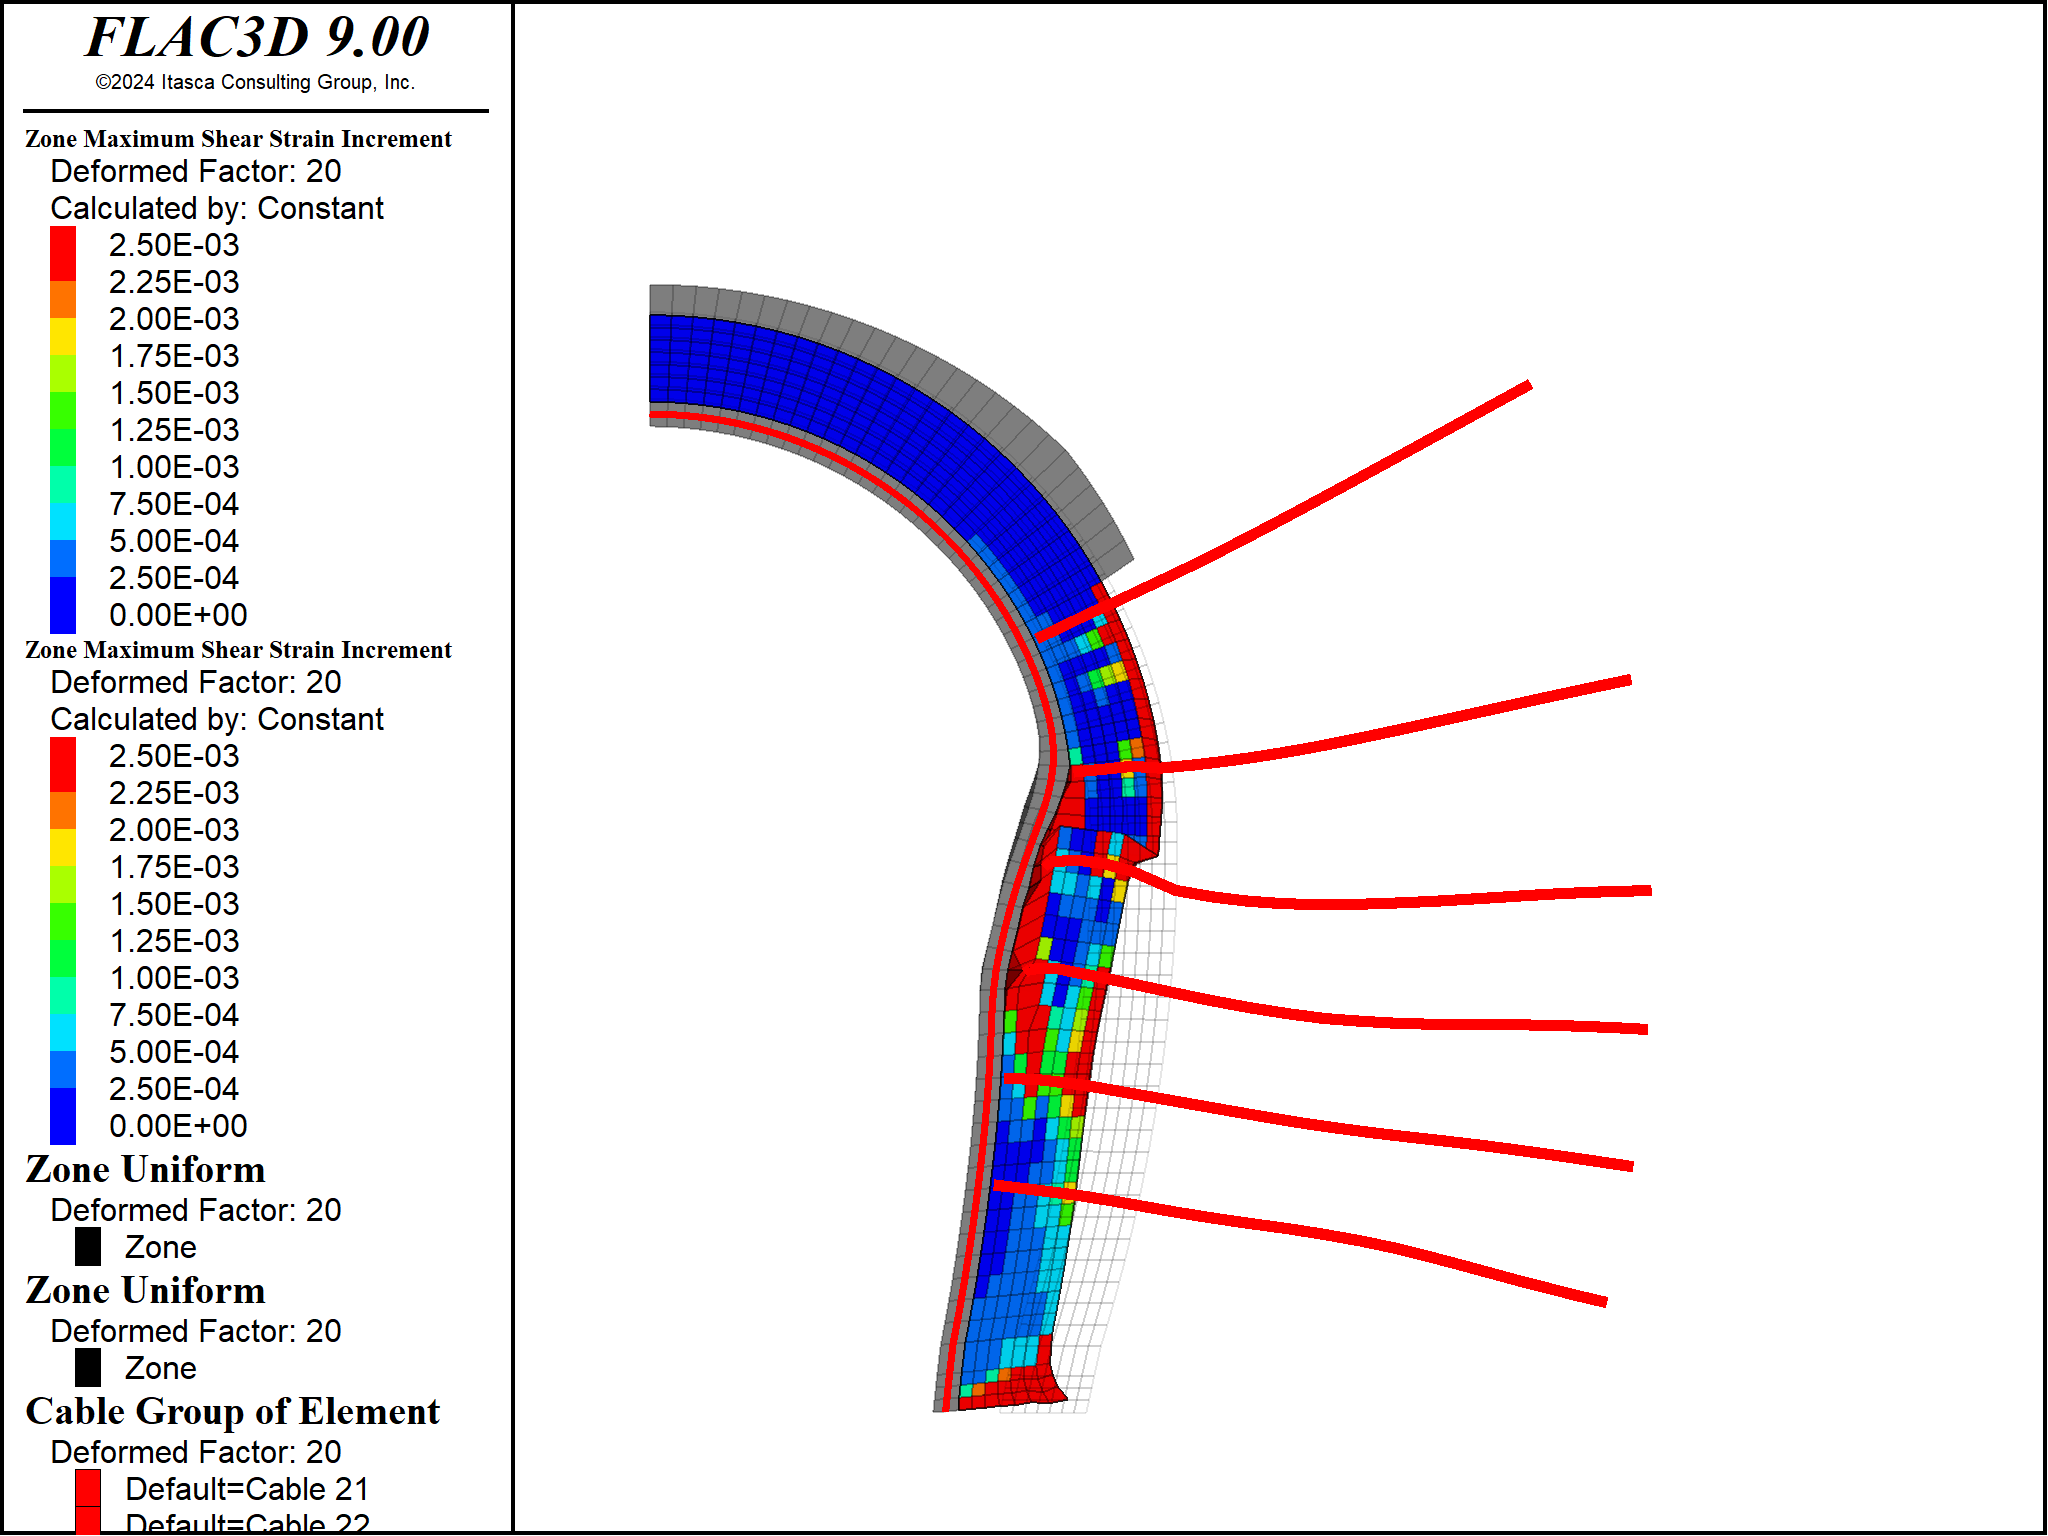 FLAC3D 9.00
©2024 Itasca Consulting Group, Inc.
Zone Maximum Shear Strain Increment
Deformed Factor: 20
Calculated by: Constant
2.50E-03
2.25E-03
2.00E-03
1.75E-03
1.50E-03
1.25E-03
1.00E-03
7.50E-04
5.00E-04
2.50E-04
0.00E+00
Zone Maximum Shear Strain Increment
Deformed Factor: 20
Calculated by: Constant
2.50E-03
2.25E-03
2.00E-03
1.75E-03
1.50E-03
1.25E-03
1.00E-03
7.50E-04
5.00E-04
2.50E-04
0.00E+00
Zone Uniform
Deformed Factor: 20
Zone
Zone Uniform
Deformed Factor: 20
Zone
Cable Group of Element
Deformed Factor: 20
Default=Cable 21
Default=Cable 22